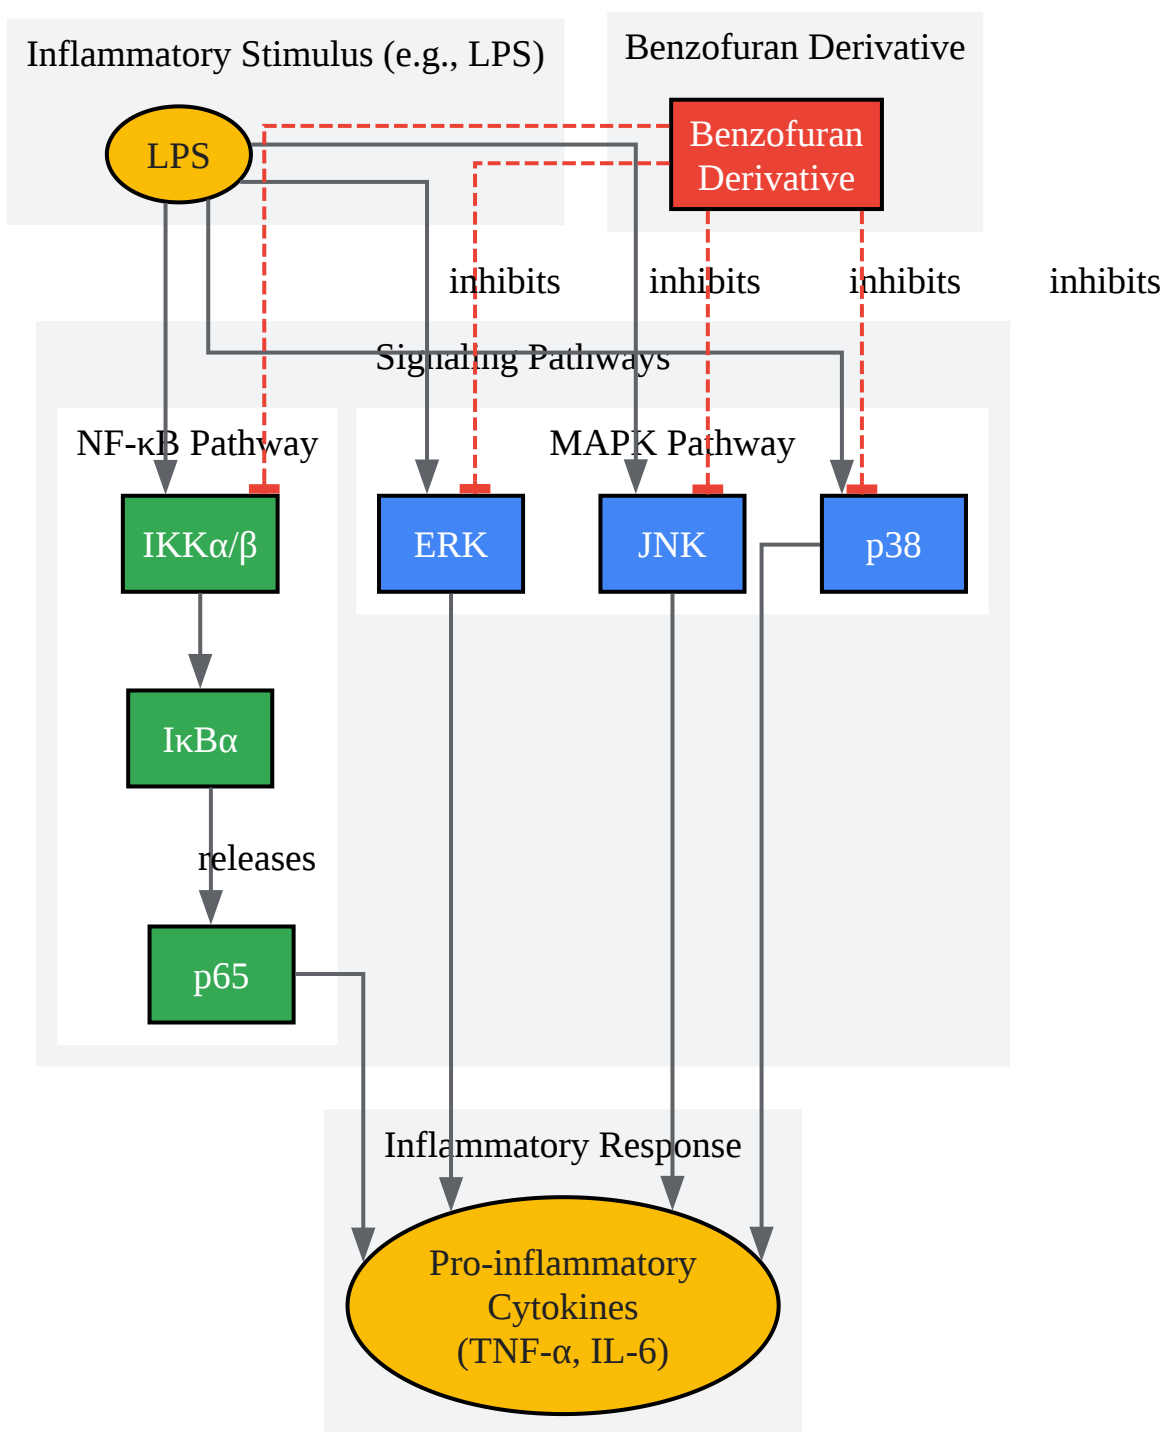 Inflammatory Stimulus (e.g., LPS)
Benzofuran Derivative
LPS
Benzofuran
Derivative
inhibits
inhibits
inhibits
inhibits
Signaling Pathways
NF-κB Pathway
MAPK Pathway
IKKα/β
ERK
JNK
p38
IκBα
releases
p65
Inflammatory Response
Pro-inflammatory
Cytokines
(TNF-α, IL-6)